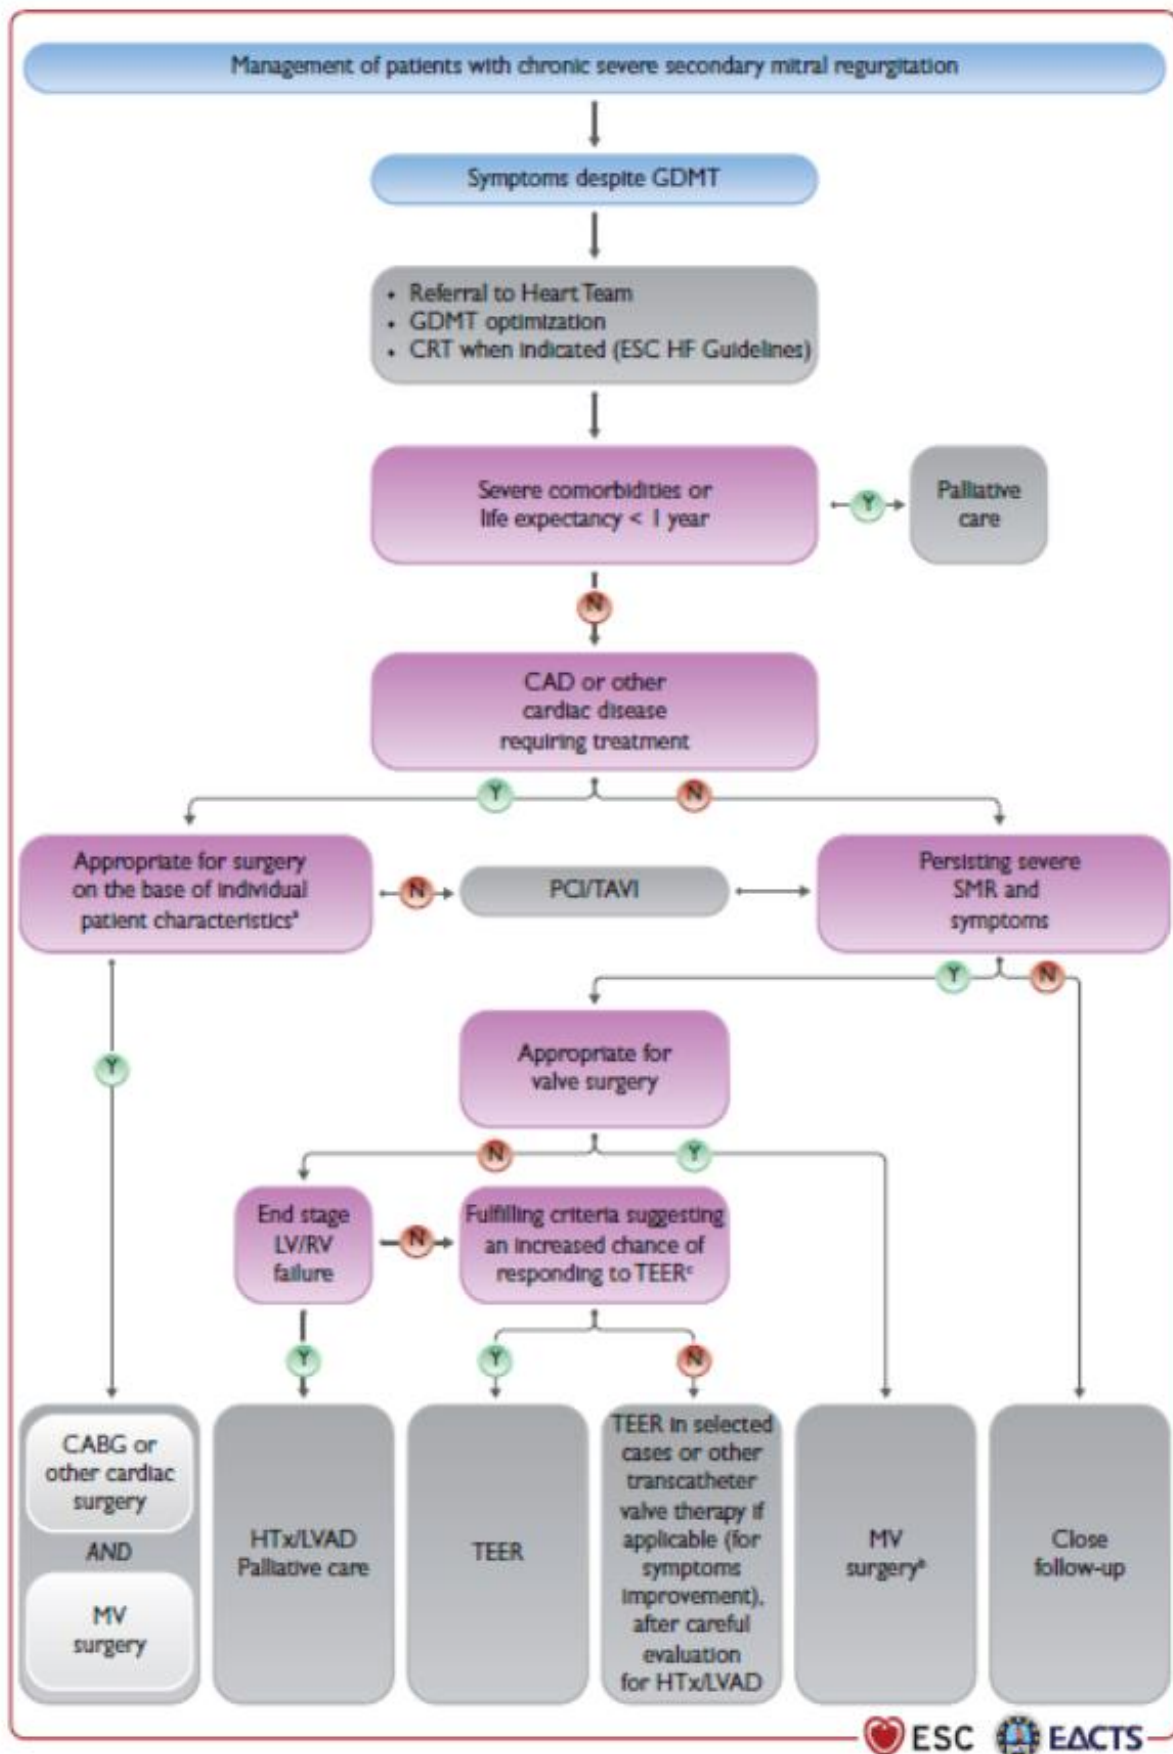 Management of patients with chronic severe secondary mitral regurgitation
Symptoms despite GDMT
• Referral to Heart Team
• GDMT optimization
• CRT when indicated (ESC HF Guidelines)
Severe comorbidities or
life expectancy < 1 year
Y
Palliative
care
N
CAD or other
cardiac disease
requiring treatment
Y
N
Appropriate for surgery
on the base of individual
patient characteristicsᵃ
N
PCI/TAVI
Persisting severe
SMR and
symptoms
Y
N
Appropriate for
valve surgery
Y
N
Y
End stage
LV/RV
failure
N
Fulfilling criteria suggesting
an increased chance of
responding to TEERᶜ
Y
Y
N
CABG or
other cardiac
surgery
AND
MV
surgery
HTx/LVAD
Palliative care
TEER
TEER in selected
cases or other
transcatheter
valve therapy if
applicable (for
symptoms
improvement),
after careful
evaluation
for HTx/LVAD
MV
surgery
Close
follow-up
ESC
EACTS